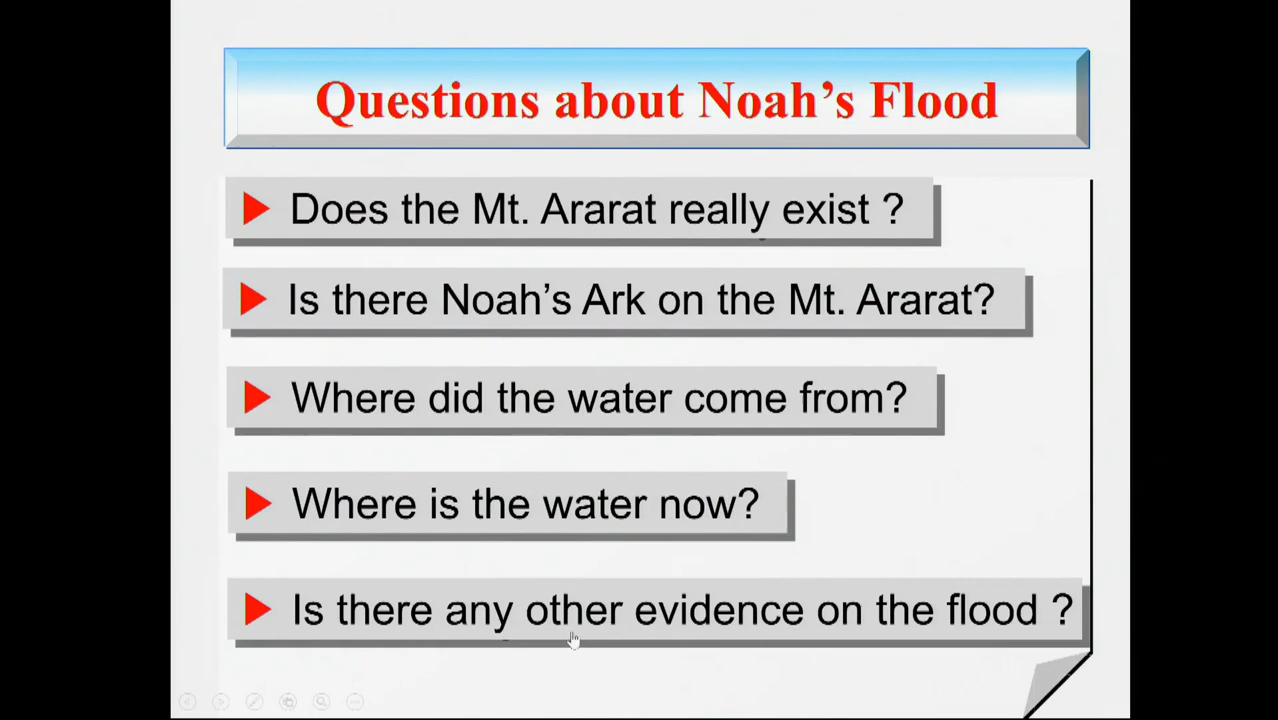 Questions about Noah’s Flood
Does the Mt. Ararat really exist ?
Is there Noah’s Ark on the Mt. Ararat?
Where did the water come from?
Where is the water now?
Is there any other evidence on the flood ?